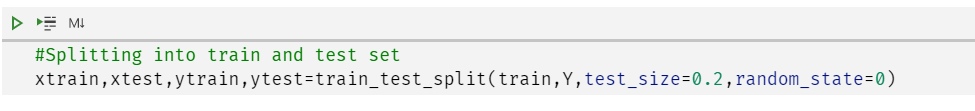 M↓
#Splitting into train and test set
xtrain,xtest,ytrain,ytest=train_test_split(train,Y,test_size=0.2,random_state=0)